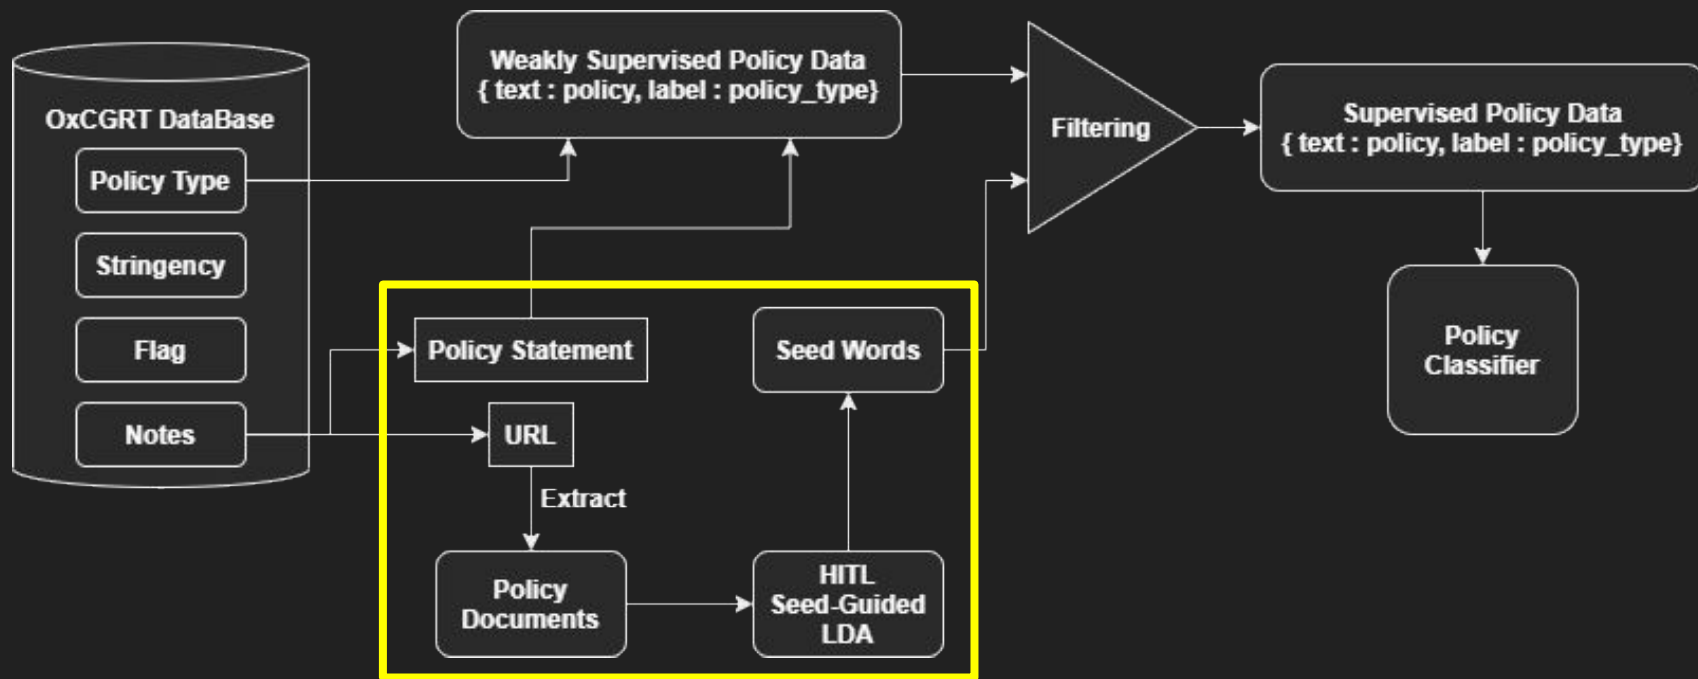 OxCGRT DataBase
Policy Type
Stringency
Flag
Notes
Weakly Supervised Policy Data
{ text : policy, label : policy_type}
Policy Statement
URL
Extract
Policy
Documents
HITL
Seed-Guided
LDA
Seed Words
Filtering
Supervised Policy Data
{ text : policy, label : policy_type}
Policy
Classifier